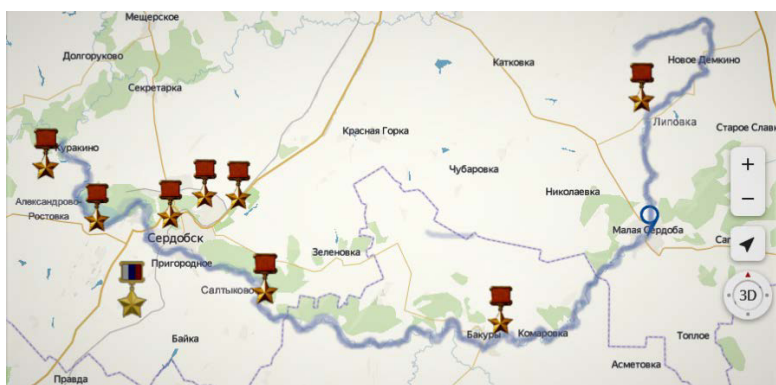 Мещерское
Долгоруково
Секретарка
Катковка
Новое Демкино
Липовка
Старое Слав
Красная Горка
Куракино
Чубаровка
Николаевка
Александрово-
Ростовка
Сердобск
Малая Сердоба
Зеленовка
Пригородное
Салтыково
3D
Бакуры
Комаровка
Байка
Топлое
Асметовка
Правда